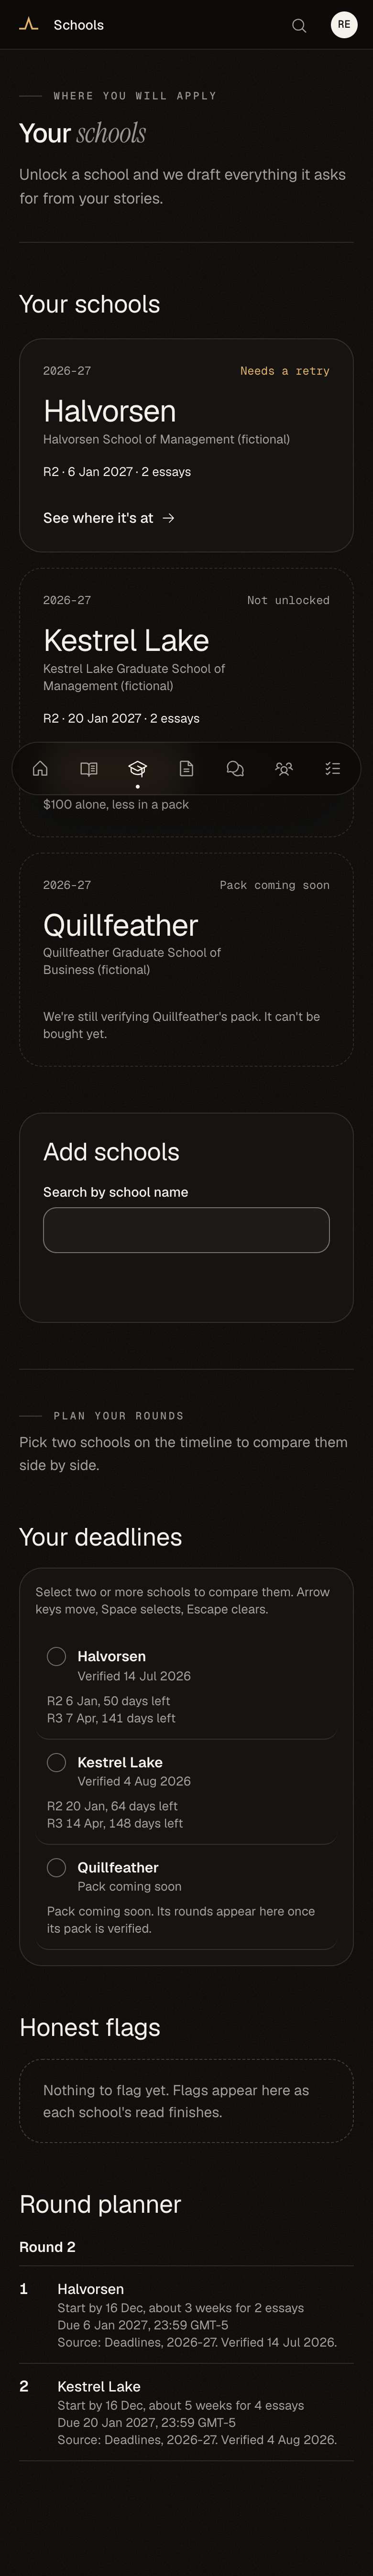 Schools
RE
WHERE YOU WILL APPLY
Your schools
Unlock a school and we draft everything it asks
for from your stories.
Your schools
2026-27
Needs a retry
Halvorsen
Halvorsen School of Management (fictional)
R2 · 6 Jan 2027 · 2 essays
See where it's at →
2026-27
Not unlocked
Kestrel Lake
Kestrel Lake Graduate School of
Management (fictional)
R2 · 20 Jan 2027 · 2 essays
$100 alone, less in a pack
2026-27
Pack coming soon
Quillfeather
Quillfeather Graduate School of
Business (fictional)
We're still verifying Quillfeather's pack. It can't be
bought yet.
Add schools
Search by school name
PLAN YOUR ROUNDS
Pick two schools on the timeline to compare them
side by side.
Your deadlines
Select two or more schools to compare them. Arrow
keys move, Space selects, Escape clears.
Halvorsen
Verified 14 Jul 2026
R2 6 Jan, 50 days left
R3 7 Apr, 141 days left
Kestrel Lake
Verified 4 Aug 2026
R2 20 Jan, 64 days left
R3 14 Apr, 148 days left
Quillfeather
Pack coming soon
Pack coming soon. Its rounds appear here once
its pack is verified.
Honest flags
Nothing to flag yet. Flags appear here as
each school's read finishes.
Round planner
Round 2
1
Halvorsen
Start by 16 Dec, about 3 weeks for 2 essays
Due 6 Jan 2027, 23:59 GMT-5
Source: Deadlines, 2026-27. Verified 14 Jul 2026.
2
Kestrel Lake
Start by 16 Dec, about 5 weeks for 4 essays
Due 20 Jan 2027, 23:59 GMT-5
Source: Deadlines, 2026-27. Verified 4 Aug 2026.